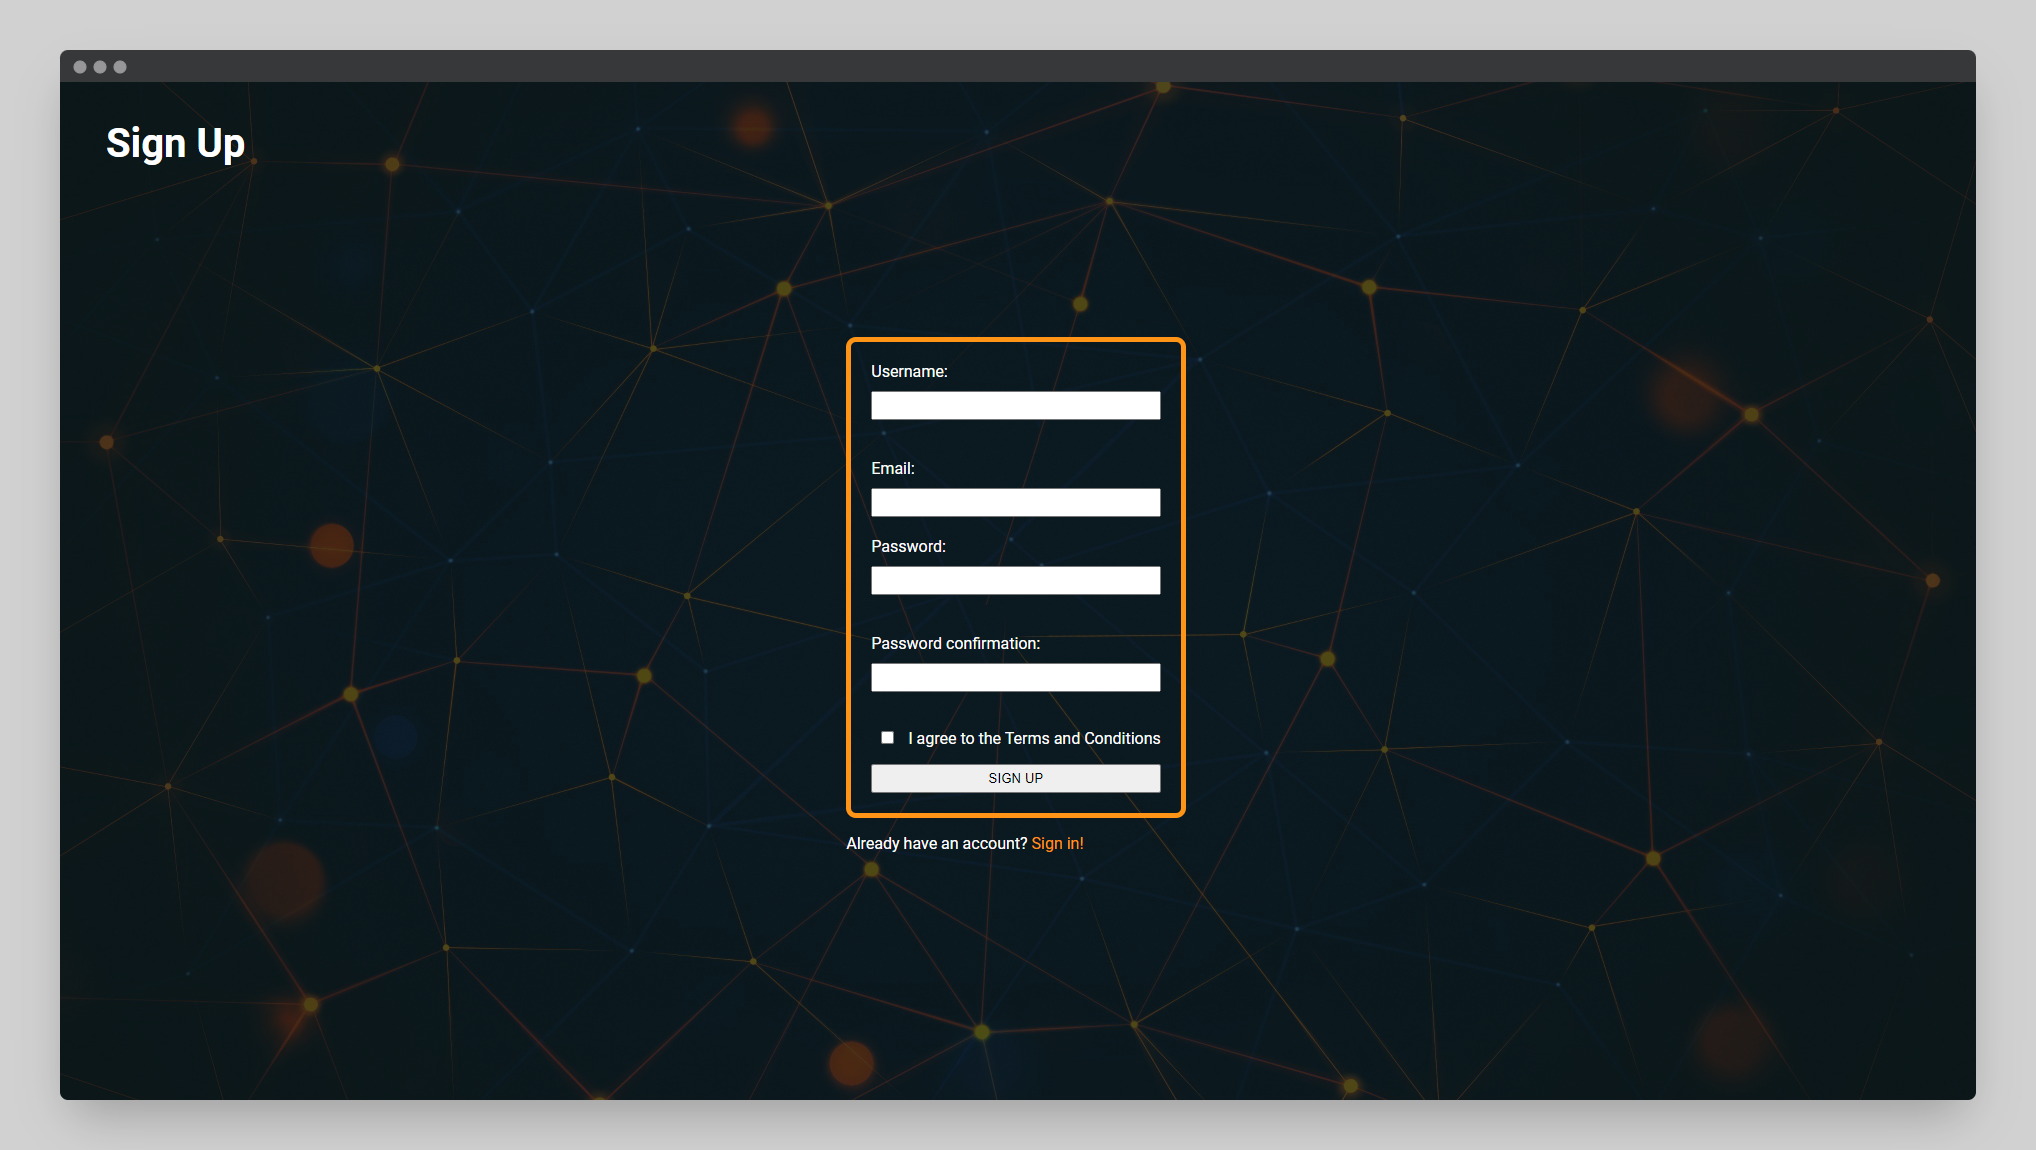 Sign Up
Username:
Email:
Password:
Password confirmation:
I agree to the Terms and Conditions
SIGN UP
Already have an account? Sign in!